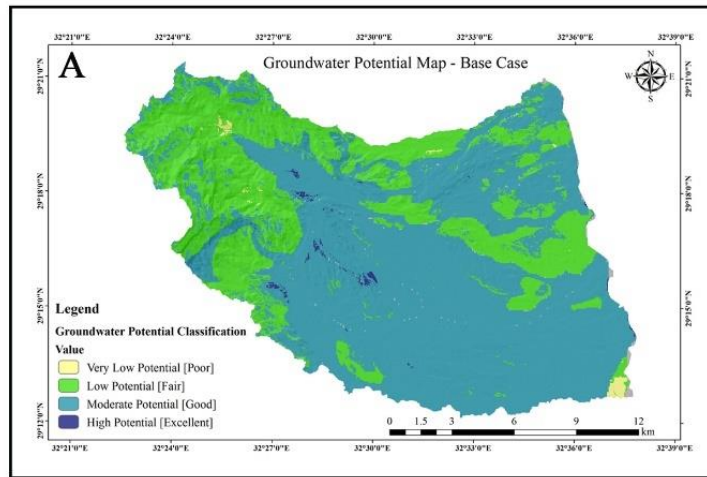 32°21'0"E 32°24'0"E 32°27'0"E 32°30'0"E 32°33'0"E 32°36'0"E 32°39'0"E
A
Groundwater Potential Map - Base Case
N
W E
S
29°21'0"N 29°21'0"N
29°18'0"N 29°18'0"N
29°15'0"N 29°15'0"N
29°12'0"N 29°12'0"N
Legend
Groundwater Potential Classification
Value
Very Low Potential [Poor]
Low Potential [Fair]
Moderate Potential [Good]
High Potential [Excellent]
0 1.5 3 6 9 12
km
32°21'0"E 32°24'0"E 32°27'0"E 32°30'0"E 32°33'0"E 32°36'0"E 32°39'0"E